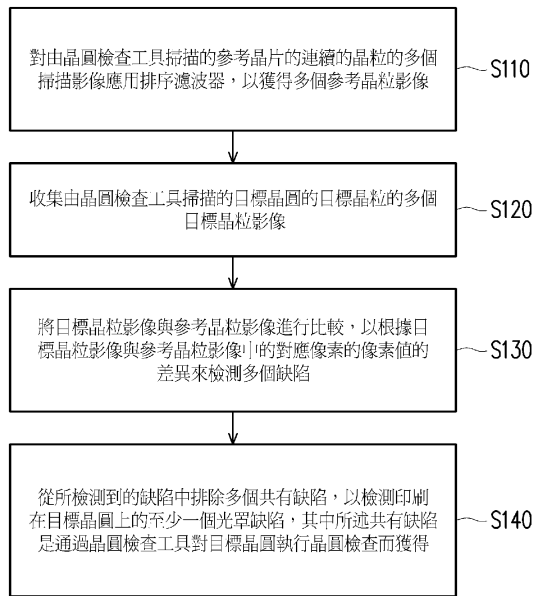 對由晶圓檢查工具掃描的參考晶片的連續的晶粒的多個
掃描影像應用排序濾波器，以獲得多個參考晶粒影像
S110
收集由晶圓檢查工具掃描的目標晶圓的目標晶粒的多個
目標晶粒影像
S120
將目標晶粒影像與參考晶粒影像進行比較，以根據目
標晶粒影像與參考晶粒影像中的對應像素的像素值的
差異來檢測多個缺陷
S130
從所檢測到的缺陷中排除多個共有缺陷，以檢測印刷
在目標晶圓上的至少一個光罩缺陷，其中所述共有缺陷
是通過晶圓檢查工具對目標晶圓執行晶圓檢查而獲得
S140